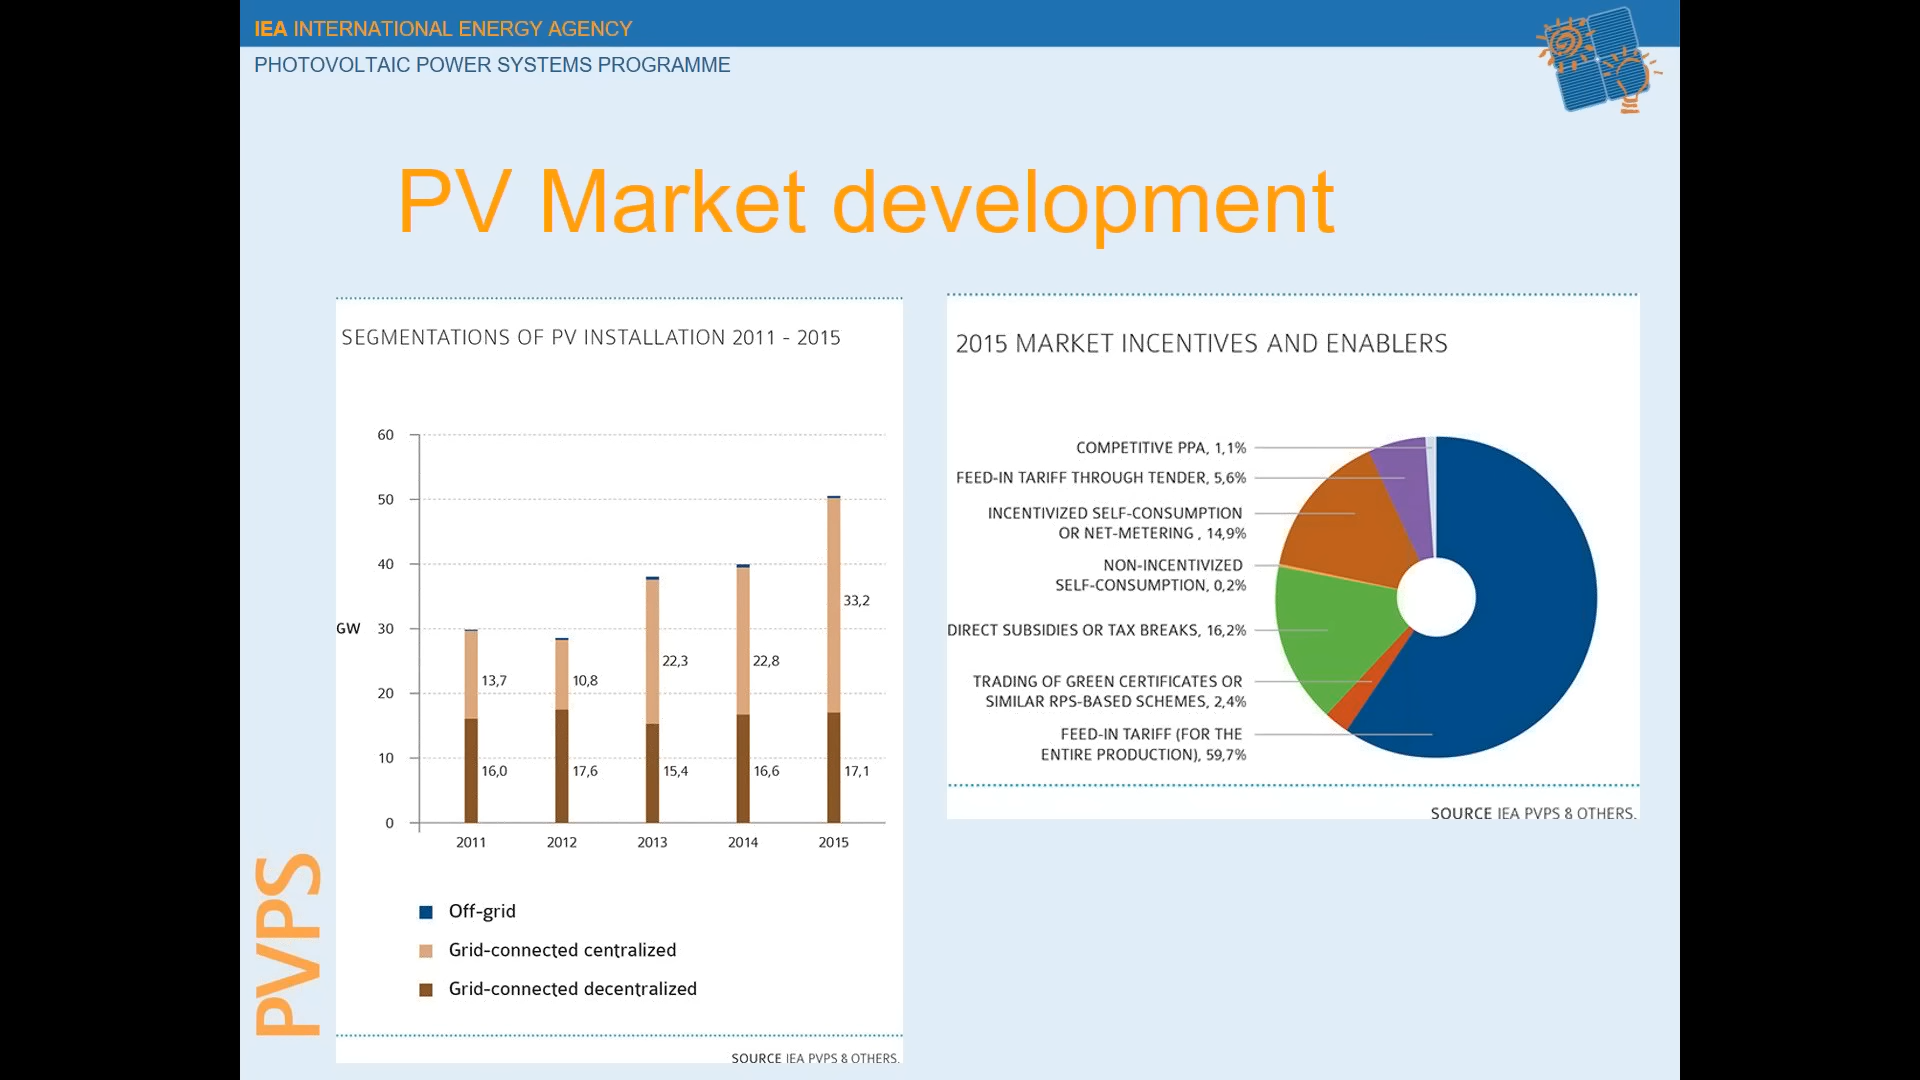 IEA INTERNATIONAL ENERGY AGENCY
PHOTOVOLTAIC POWER SYSTEMS PROGRAMME
PV Market development
SEGMENTATIONS OF PV INSTALLATION 2011 - 2015
60
50
40
GW 30
20
10
0
13,7
10,8
22,3
22,8
33,2
16,0
17,6
15,4
16,6
17,1
2011 2012 2013 2014 2015
Off-grid
Grid-connected centralized
Grid-connected decentralized
SOURCE IEA PVPS & OTHERS.
2015 MARKET INCENTIVES AND ENABLERS
COMPETITIVE PPA, 1,1%
FEED-IN TARIFF THROUGH TENDER, 5,6%
INCENTIVIZED SELF-CONSUMPTION
OR NET-METERING , 14,9%
NON-INCENTIVIZED
SELF-CONSUMPTION, 0,2%
DIRECT SUBSIDIES OR TAX BREAKS, 16,2%
TRADING OF GREEN CERTIFICATES OR
SIMILAR RPS-BASED SCHEMES, 2,4%
FEED-IN TARIFF (FOR THE
ENTIRE PRODUCTION), 59,7%
SOURCE IEA PVPS & OTHERS.
PVPS